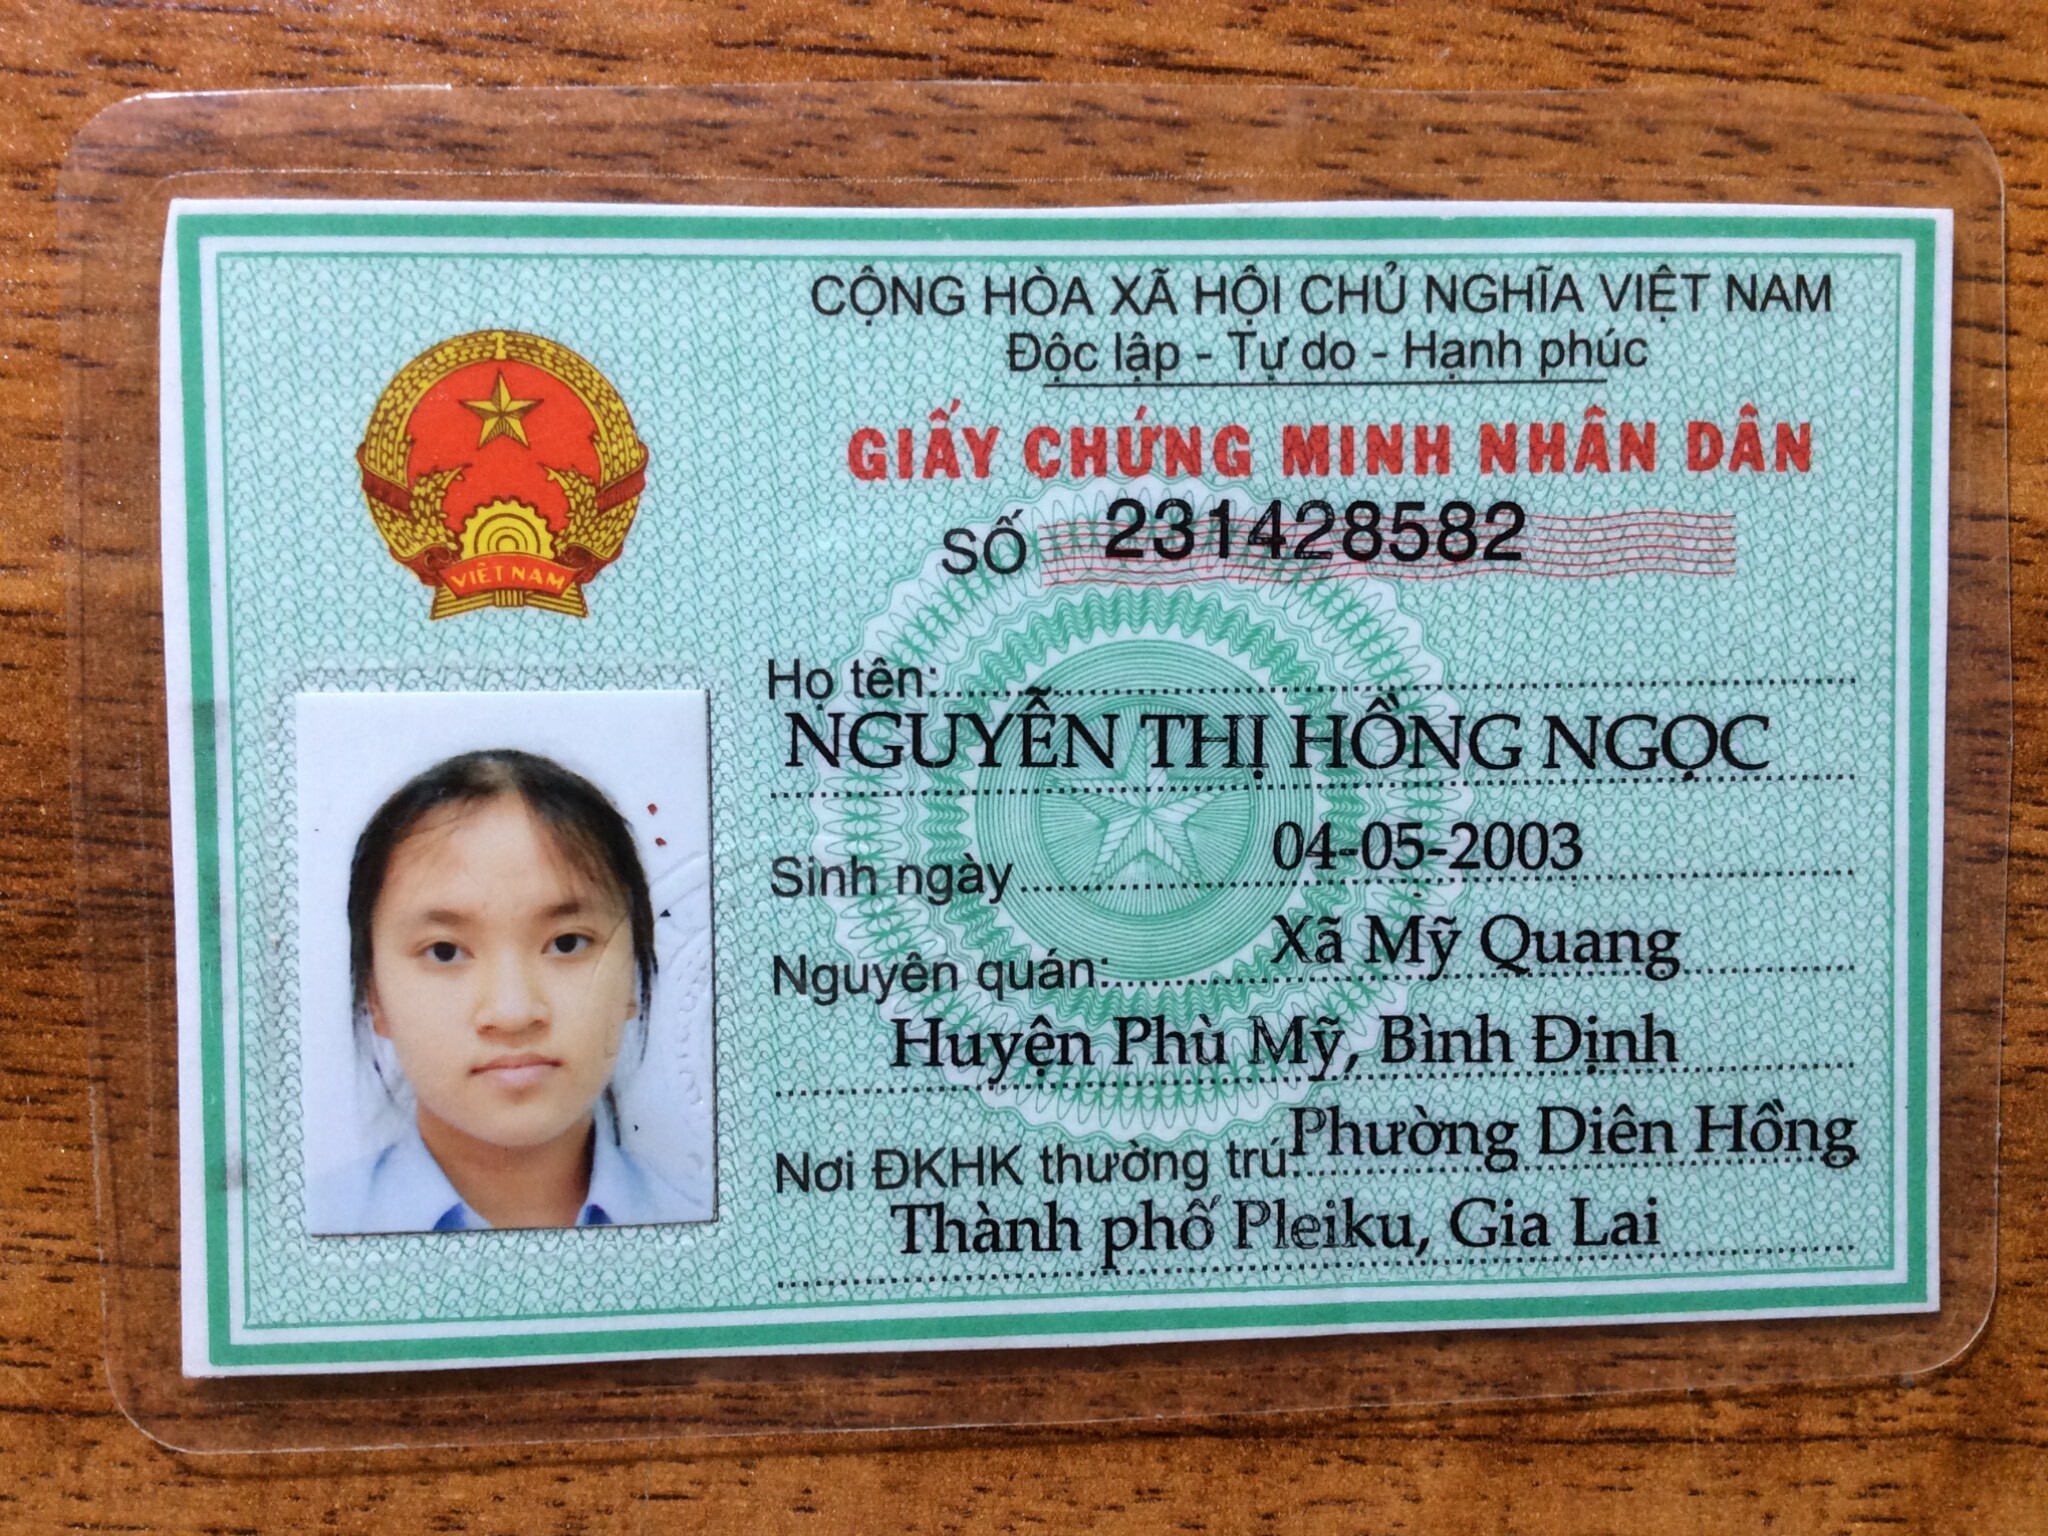 CỘNG HÒA XÃ HỘI CHỦ NGHĨA VIỆT NAM
Độc lập - Tự do - Hạnh phúc
GIẤY CHỨNG MINH NHÂN DÂN
SỐ 231428582
VIỆT NAM
Họ tên:
NGUYỄN THỊ HỒNG NGỌC
Sinh ngày 04-05-2003
Nguyên quán: Xã Mỹ Quang
Huyện Phù Mỹ, Bình Định
Nơi ĐKHK thường trú: Phường Diên Hồng
Thành phố Pleiku, Gia Lai